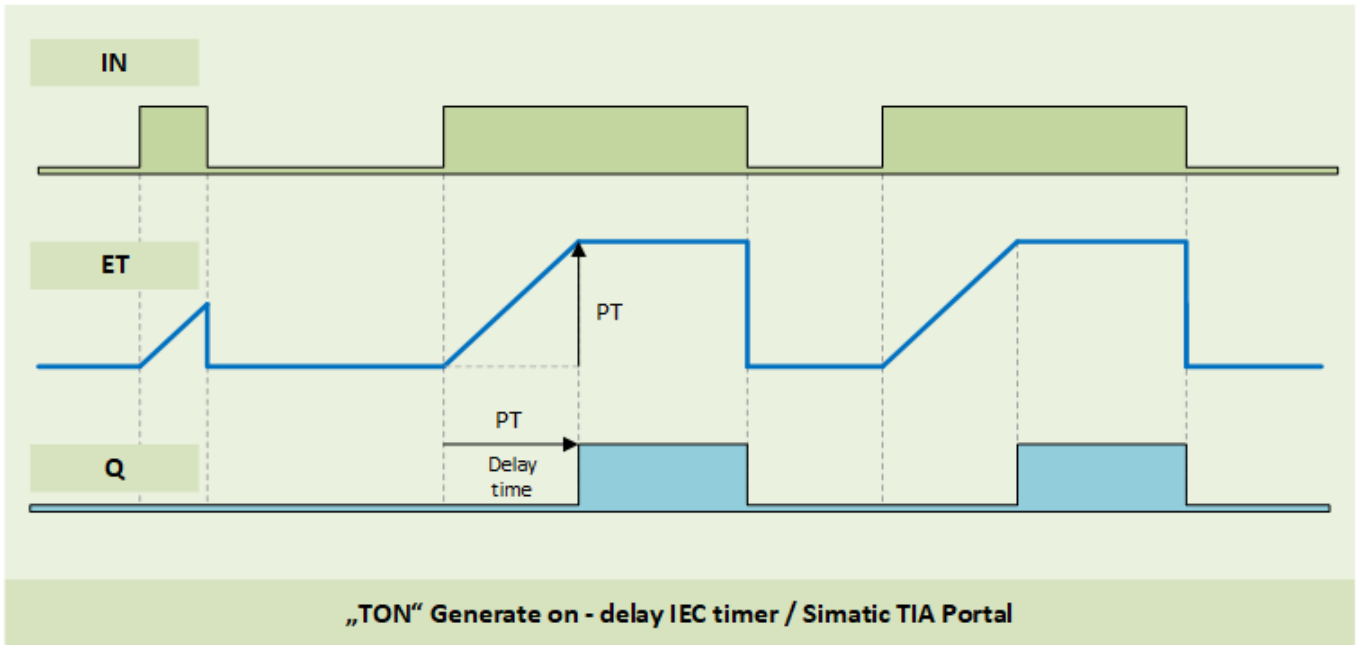 IN
ET
PT
PT
Q
Delay
time
„TON“ Generate on - delay IEC timer / Simatic TIA Portal